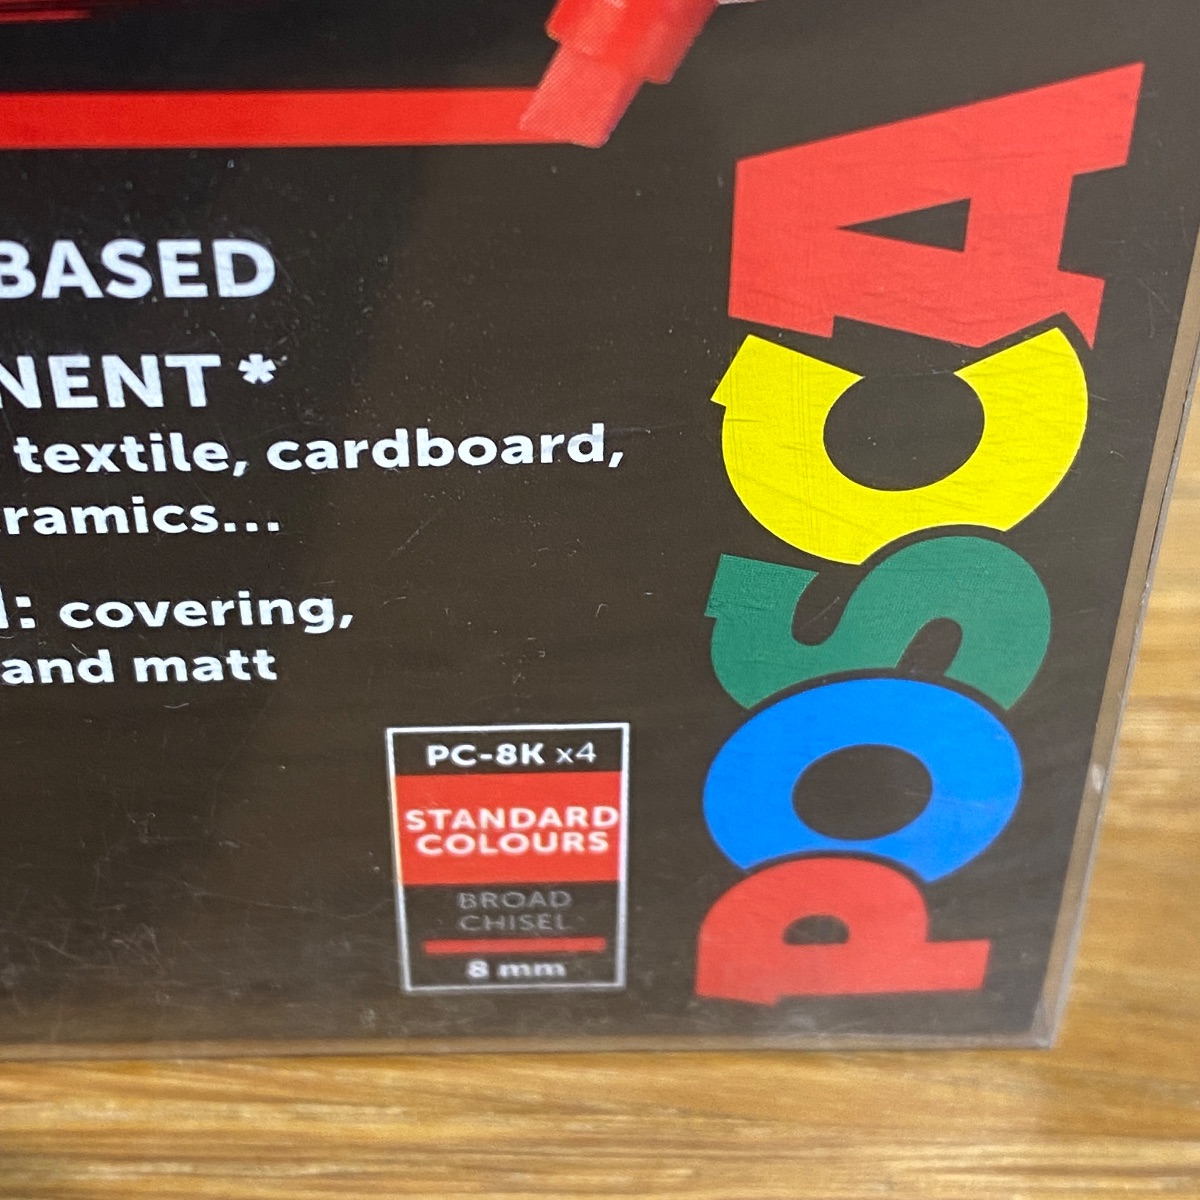 BASED
NENT*
textile, cardboard,
ramics...
: covering,
and matt
PC-8K x4
STANDARD
COLOURS
BROAD
CHISEL
8 mm
POSCA